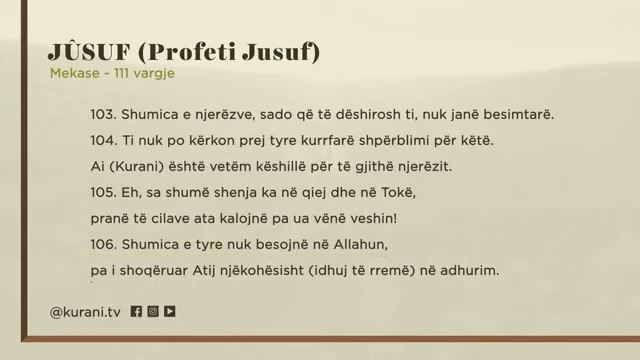 JÛSUF (Profeti Jusuf)
Mekase - 111 vargje
103. Shumica e njerëzve, sado që të dëshirosh ti, nuk janë besimtarë.
104. Ti nuk po kërkon prej tyre kurrfarë shpërblimi për këtë.
Ai (Kurani) është vetëm këshillë për të gjithë njerëzit.
105. Eh, sa shumë shenja ka në qiej dhe në Tokë,
pranë të cilave ata kalojnë pa ua vënë veshin!
106. Shumica e tyre nuk besojnë në Allahun,
pa i shoqëruar Atij njëkohësisht (idhuj të rremë) në adhurim.
@kurani.tv